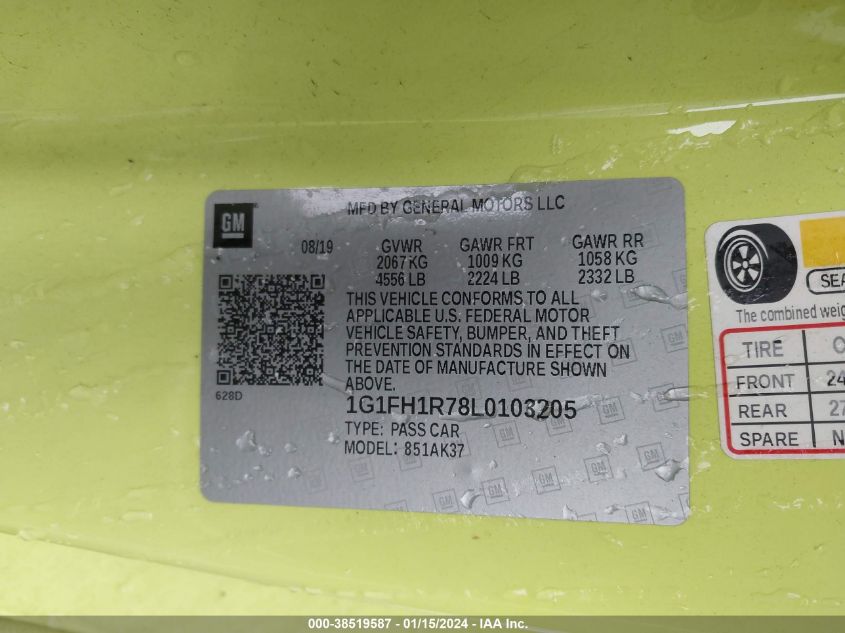 GM
MFD BY GENERAL MOTORS LLC
08/19 GVWR GAWR FRT GAWR RR
2067 KG 1009 KG 1058 KG
4556 LB 2224 LB 2332 LB
THIS VEHICLE CONFORMS TO ALL
APPLICABLE U.S. FEDERAL MOTOR
VEHICLE SAFETY, BUMPER, AND THEFT
PREVENTION STANDARDS IN EFFECT ON
THE DATE OF MANUFACTURE SHOWN
ABOVE.
628D
1G1FH1R78L0103205
TYPE: PASS CAR
MODEL: 851AK37
The combined
TIRE
FRONT 24
REAR 27
SPARE N
000-38519587 - 01/15/2024 - IAA Inc.